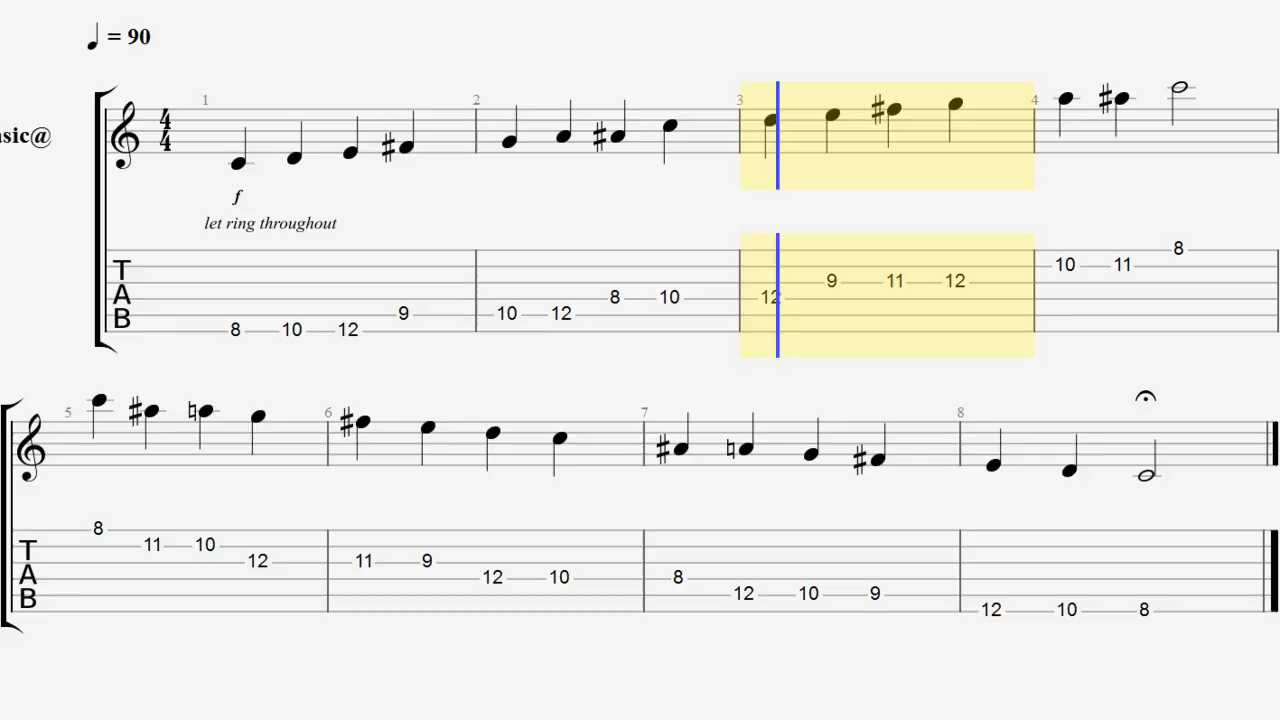 ♩ = 90
1 2 3 4
asic@
4
4
f
let ring throughout
8
10 11
9 11 12
T
8 10 12
A
10 12
9
B
8 10 12
5 6 7 8
8
T 11 10
12 11 9
A 12 10 8
B 12 10 9
12 10 8